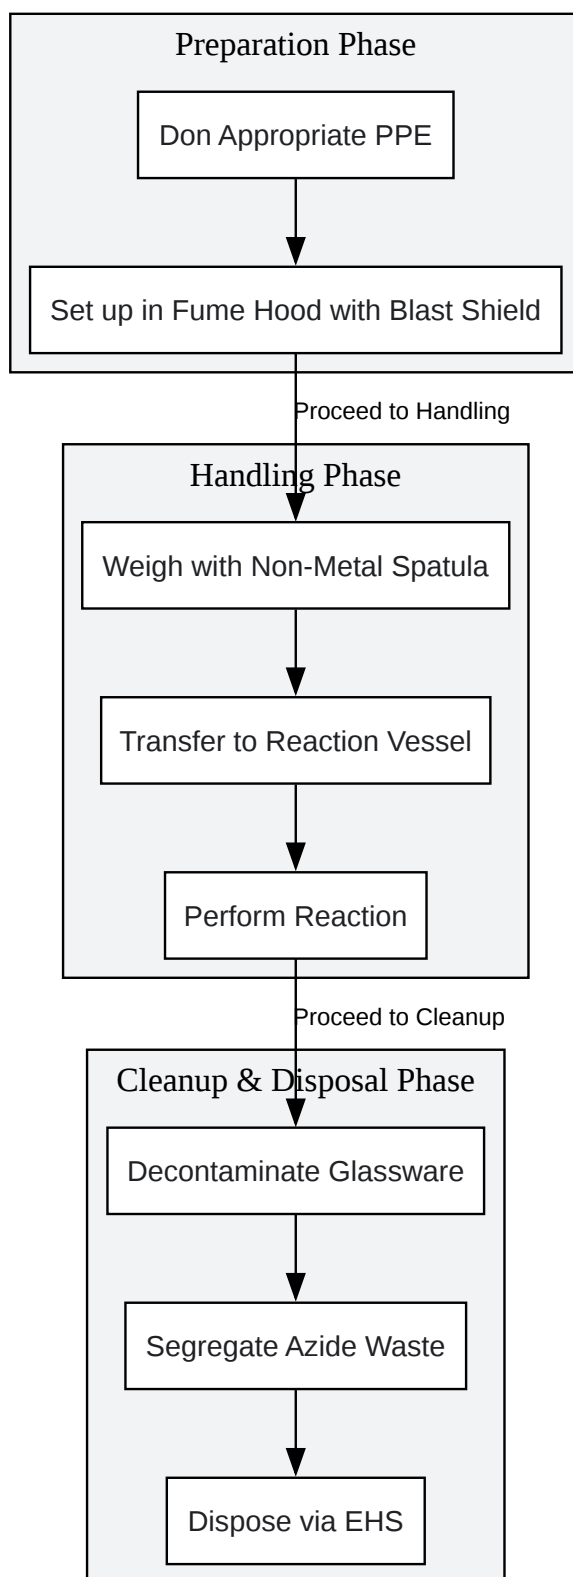 Preparation Phase
Don Appropriate PPE
Set up in Fume Hood with Blast Shield
Proceed to Handling
Handling Phase
Weigh with Non-Metal Spatula
Transfer to Reaction Vessel
Perform Reaction
Proceed to Cleanup
Cleanup & Disposal Phase
Decontaminate Glassware
Segregate Azide Waste
Dispose via EHS